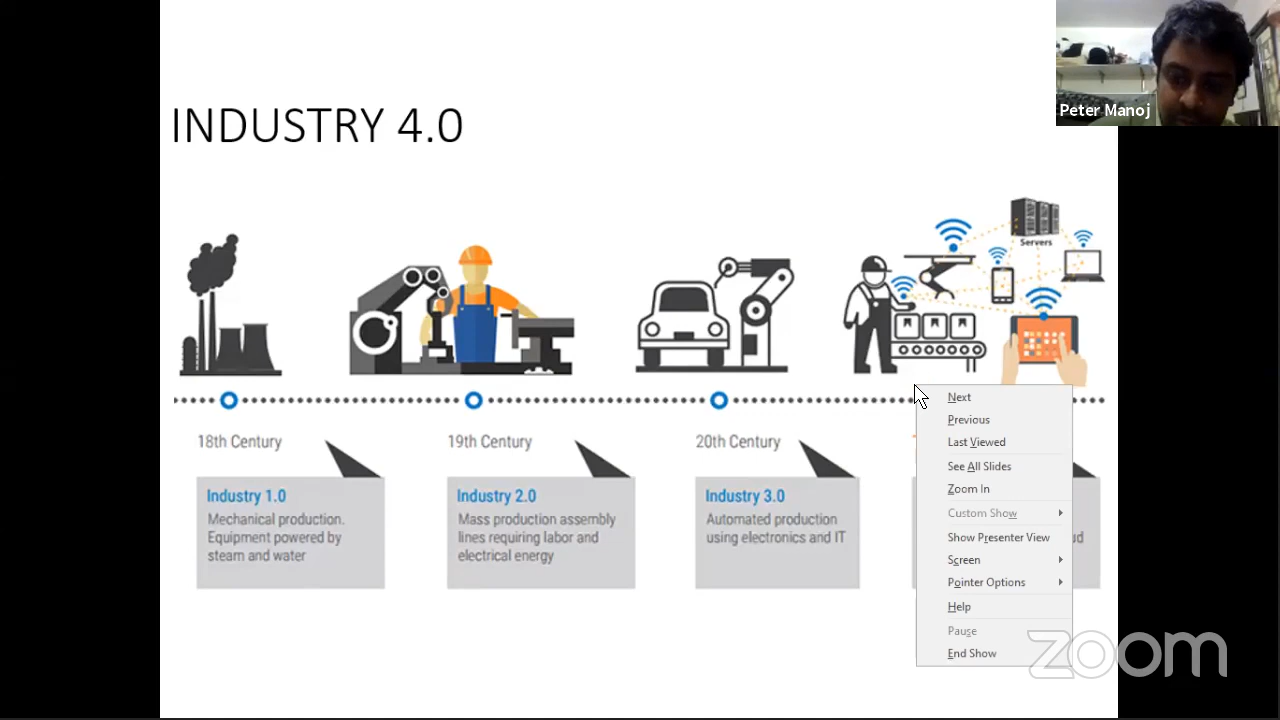 Peter Manoj
INDUSTRY 4.0
Servers
18th Century
19th Century
20th Century
Industry 1.0
Mechanical production.
Equipment powered by
steam and water
Industry 2.0
Mass production assembly
lines requiring labor and
electrical energy
Industry 3.0
Automated production
using electronics and IT
Next
Previous
Last Viewed
See All Slides
Zoom In
Custom Show
Show Presenter View
Screen
Pointer Options
Help
Pause
End Show
zoom